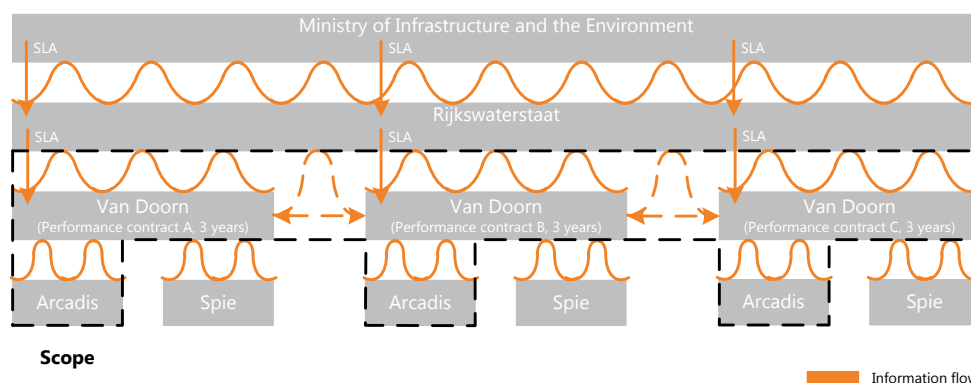 Ministry of Infrastructure and the Environment
SLA SLA SLA
Rijkswaterstaat
SLA SLA SLA
Van Doorn Van Doorn Van Doorn
(Performance contract A, 3 years) (Performance contract B, 3 years) (Performance contract C, 3 years)
Arcadis Spie Arcadis Spie Arcadis Spie
Scope
Information flow